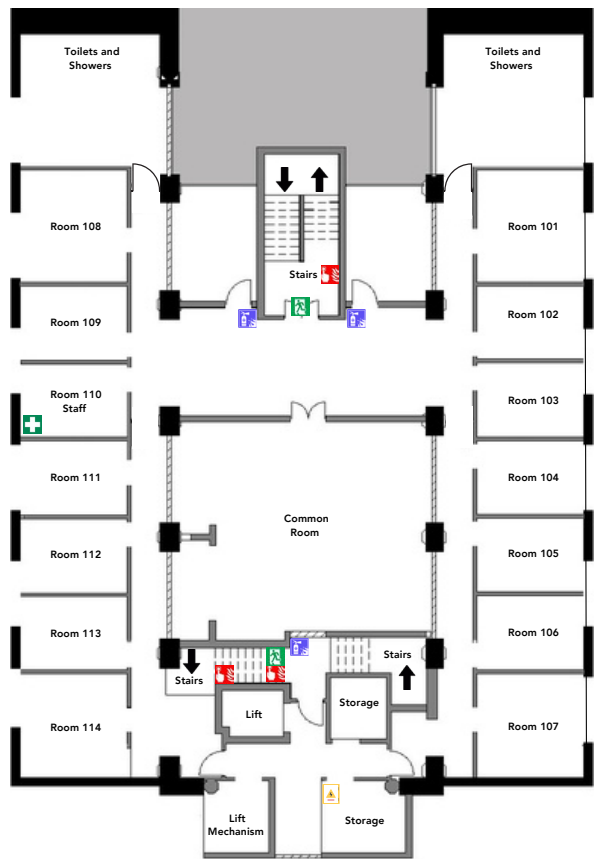 Toilets and
Showers
Toilets and
Showers
Room 108
Room 101
Stairs
Room 109
Room 102
Room 110
Staff
Room 103
Room 111
Room 104
Common
Room
Room 112
Room 105
Room 113
Room 106
Stairs
Stairs
Storage
Lift
Room 114
Room 107
Lift
Mechanism
Storage